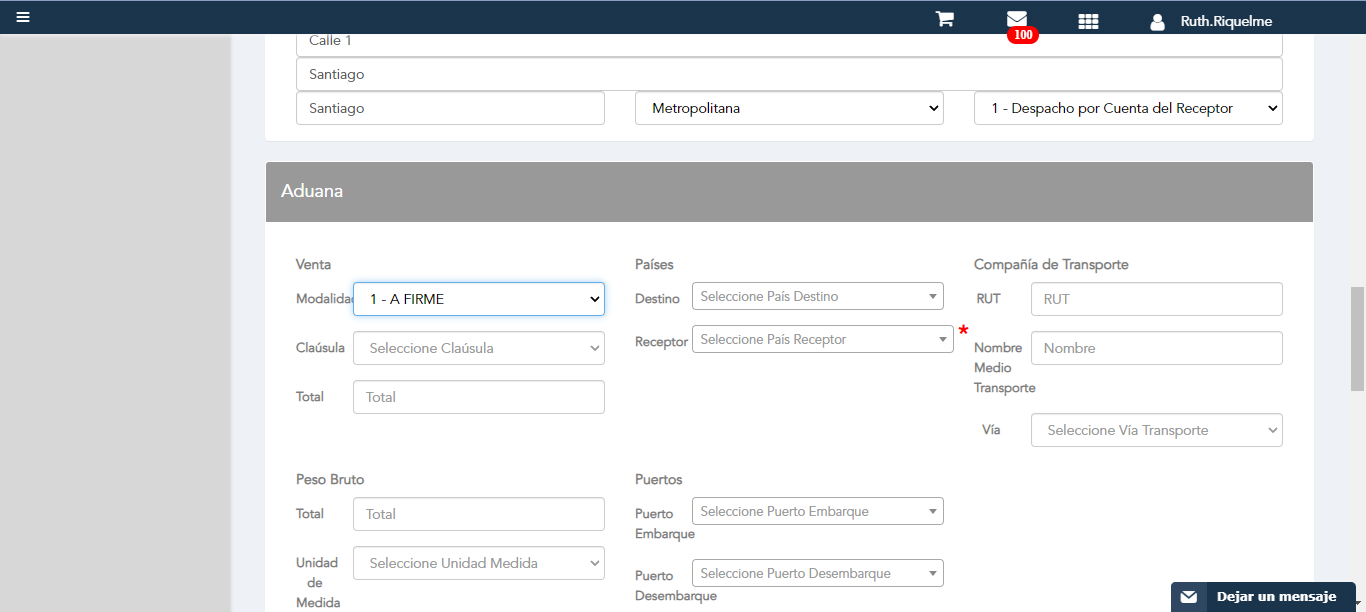 100
Ruth.Riquelme
Calle 1
Santiago
Santiago
Metropolitana
1 - Despacho por Cuenta del Receptor
Aduana
Venta
Modalidad
1 - A FIRME
Claúsula
Seleccione Claúsula
Total
Total
Países
Destino
Seleccione País Destino
Receptor
Seleccione País Receptor
*
Compañía de Transporte
RUT
RUT
Nombre
Medio
Transporte
Nombre
Vía
Seleccione Vía Transporte
Peso Bruto
Total
Total
Unidad
de
Medida
Seleccione Unidad Medida
Puertos
Puerto
Embarque
Seleccione Puerto Embarque
Puerto
Desembarque
Seleccione Puerto Desembarque
Dejar un mensaje